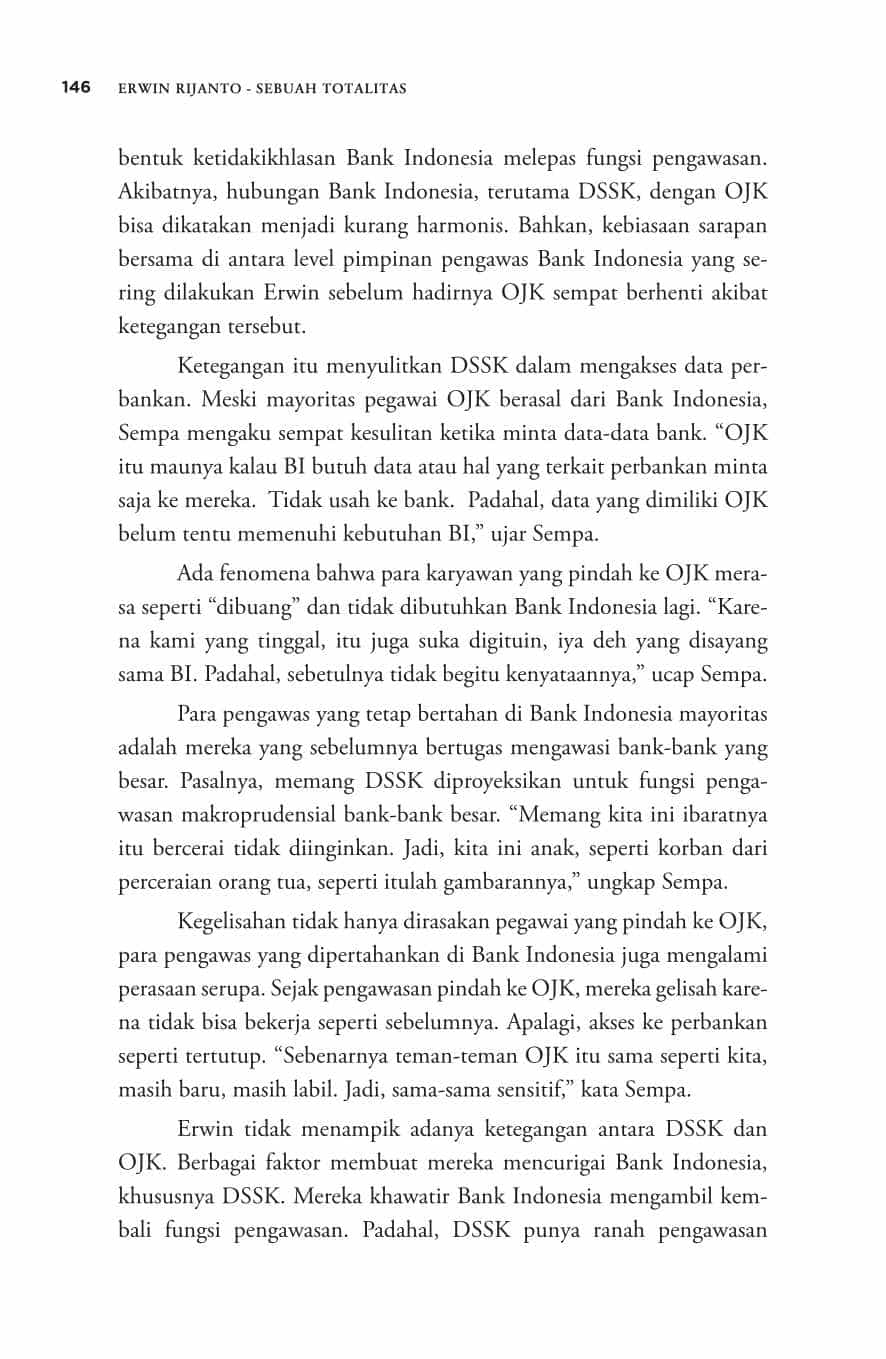 146 ERWIN RIJANTO - SEBUAH TOTALITAS
bentuk ketidakikhlasan Bank Indonesia melepas fungsi pengawasan.
Akibatnya, hubungan Bank Indonesia, terutama DSSK, dengan OJK
bisa dikatakan menjadi kurang harmonis. Bahkan, kebiasaan sarapan
bersama di antara level pimpinan pengawas Bank Indonesia yang se-
ring dilakukan Erwin sebelum hadirnya OJK sempat berhenti akibat
ketegangan tersebut.
Ketegangan itu menyulitkan DSSK dalam mengakses data per-
bankan. Meski mayoritas pegawai OJK berasal dari Bank Indonesia,
Sempa mengaku sempat kesulitan ketika minta data-data bank. “OJK
itu maunya kalau BI butuh data atau hal yang terkait perbankan minta
saja ke mereka.  Tidak usah ke bank.  Padahal, data yang dimiliki OJK
belum tentu memenuhi kebutuhan BI,” ujar Sempa.
Ada fenomena bahwa para karyawan yang pindah ke OJK mera-
sa seperti “dibuang” dan tidak dibutuhkan Bank Indonesia lagi. “Kare-
na kami yang tinggal, itu juga suka digituin, iya deh yang disayang
sama BI. Padahal, sebetulnya tidak begitu kenyataannya,” ucap Sempa.
Para pengawas yang tetap bertahan di Bank Indonesia mayoritas
adalah mereka yang sebelumnya bertugas mengawasi bank-bank yang
besar. Pasalnya, memang DSSK diproyeksikan untuk fungsi penga-
wasan makroprudensial bank-bank besar. “Memang kita ini ibaratnya
itu bercerai tidak diinginkan. Jadi, kita ini anak, seperti korban dari
perceraian orang tua, seperti itulah gambarannya,” ungkap Sempa.
Kegelisahan tidak hanya dirasakan pegawai yang pindah ke OJK,
para pengawas yang dipertahankan di Bank Indonesia juga mengalami
perasaan serupa. Sejak pengawasan pindah ke OJK, mereka gelisah kare-
na tidak bisa bekerja seperti sebelumnya. Apalagi, akses ke perbankan
seperti tertutup. “Sebenarnya teman-teman OJK itu sama seperti kita,
masih baru, masih labil. Jadi, sama-sama sensitif,” kata Sempa.
Erwin tidak menampik adanya ketegangan antara DSSK dan
OJK. Berbagai faktor membuat mereka mencurigai Bank Indonesia,
khususnya DSSK. Mereka khawatir Bank Indonesia mengambil kem-
bali fungsi pengawasan. Padahal, DSSK punya ranah pengawasan